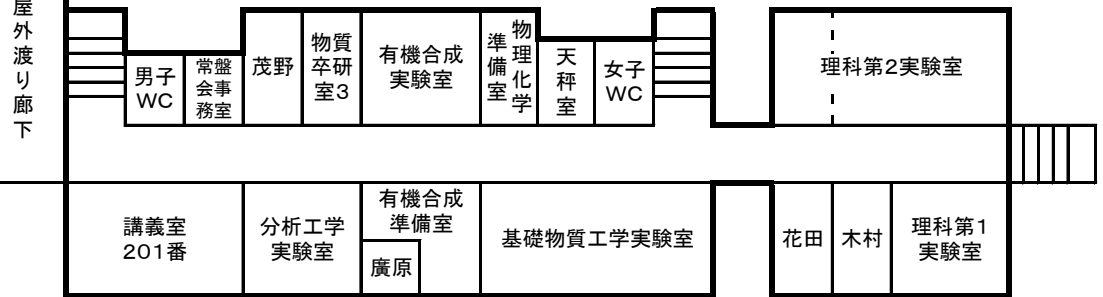 屋外渡り廊下
男子
WC
常盤
会事
務室
茂野
物質
卒研
室3
有機合成
実験室
物理化学
準備室
天秤室
女子
WC
理科第2実験室
講義室
201番
分析工学
実験室
有機合成
準備室
廣原
基礎物質工学実験室
花田
木村
理科第1
実験室